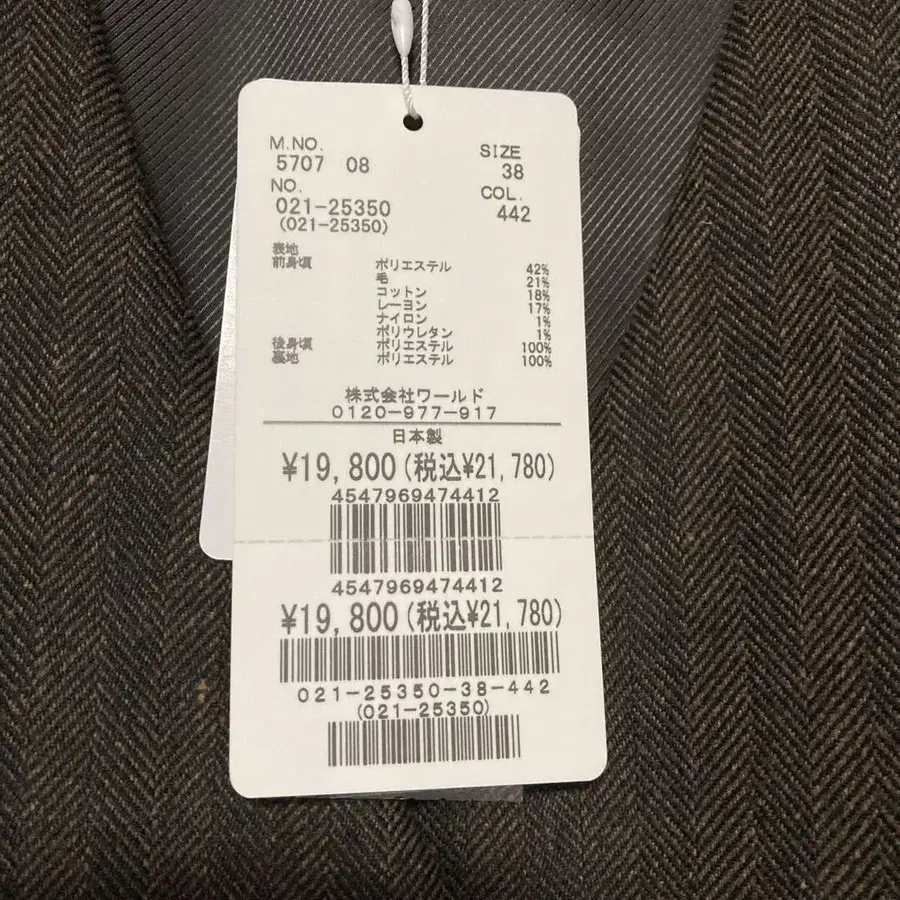 M.NO.
5707 08
SIZE
38
NO.
021-25350
(021-25350)
COL.
442
表地
前身頃 ポリエステル 42%
毛 21%
コットン 18%
レーヨン 17%
ナイロン 1%
ポリウレタン 1%
後身頃 ポリエステル 100%
裏地 ポリエステル 100%
株式会社ワールド
0120-977-917
日本製
¥19,800(税込¥21,780)
4547969474412
4547969474412
¥19,800(税込¥21,780)
021-25350-38-442
(021-25350)